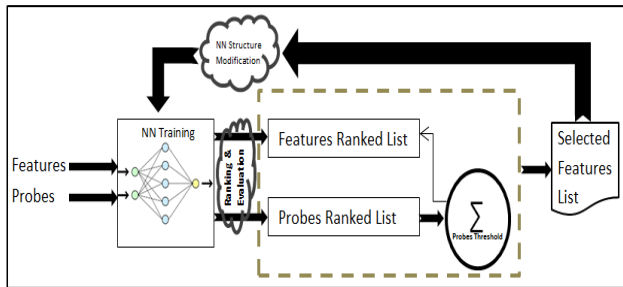 NN Structure
Modification
NN Training
Features
Probes
Ranking &
Evaluation
Features Ranked List
Probes Ranked List
∑
Probes Threshold
Selected
Features
List